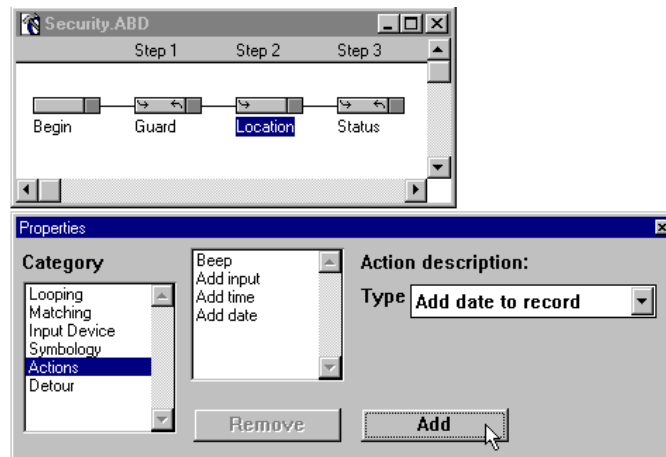 Security.ABD
Step 1 Step 2 Step 3
Begin Guard Location Status
Properties
Category
Looping
Matching
Input Device
Symbology
Actions
Detour
Beep
Add input
Add time
Add date
Remove
Action description:
Type Add date to record
Add